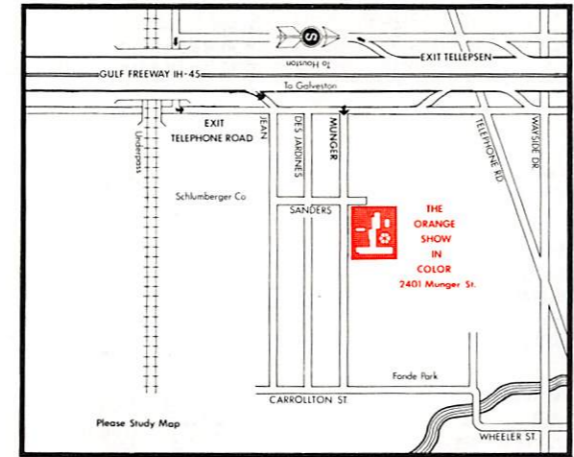 S
To Houston
EXIT TELLEPSEN
GULF FREEWAY IH-45
To Galveston
EXIT
TELEPHONE ROAD
Underpass
JEAN
DES JARDINES
MUNGER
TELEPHONE RD
WAYSIDE DR.
Schlumberger Co
SANDERS
THE
ORANGE
SHOW
IN
COLOR
2401 Munger St.
Fonde Park
CARROLLTON ST.
Please Study Map
WHEELER ST.